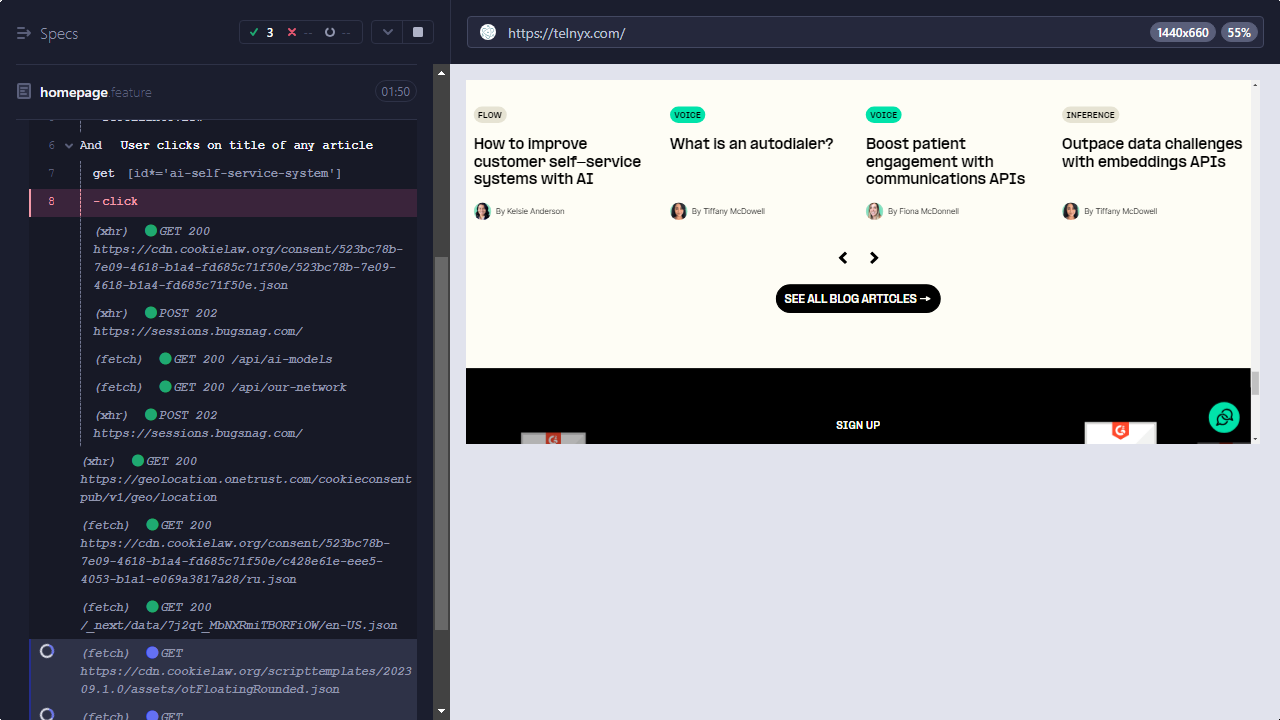 Specs
3
--
--
https://telnyx.com/
1440x660
55%
homepage.feature
01:50
6 And User clicks on title of any article
7 get [id*='ai-self-service-system']
8 -click
(xhr) GET 200
https://cdn.cookielaw.org/consent/523bc78b-
7e09-4618-b1a4-fd685c71f50e/523bc78b-7e09-
4618-b1a4-fd685c71f50e.json
(xhr) POST 202
https://sessions.bugsnag.com/
(fetch) GET 200 /api/ai-models
(fetch) GET 200 /api/our-network
(xhr) POST 202
https://sessions.bugsnag.com/
(xhr) GET 200
https://geolocation.onetrust.com/cookieconsent
pub/v1/geo/location
(fetch) GET 200
https://cdn.cookielaw.org/consent/523bc78b-
7e09-4618-b1a4-fd685c71f50e/c428e61e-eee5-
4053-b1a1-e069a3817a28/ru.json
(fetch) GET 200
/_next/data/7j2qt_MbNXRmiTBORFiOW/en-US.json
(fetch) GET
https://cdn.cookielaw.org/scripttemplates/2023
09.1.0/assets/otFloatingRounded.json
(fetch) GET
FLOW
How to improve
customer self-service
systems with AI
By Kelsie Anderson
VOICE
What is an autodialer?
By Tiffany McDowell
VOICE
Boost patient
engagement with
communications APIs
By Fiona McDonnell
INFERENCE
Outpace data challenges
with embeddings APIs
By Tiffany McDowell
SEE ALL BLOG ARTICLES →
SIGN UP